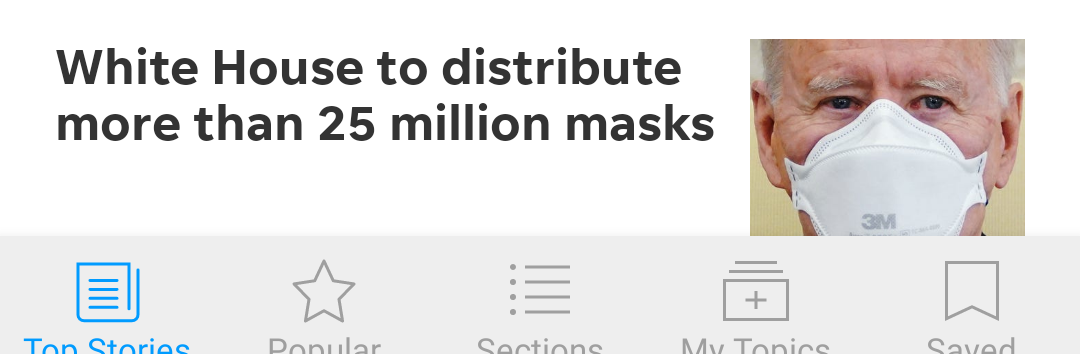 White House to distribute
more than 25 million masks
3M
Top Stories
Popular
Sections
My Topics
Saved